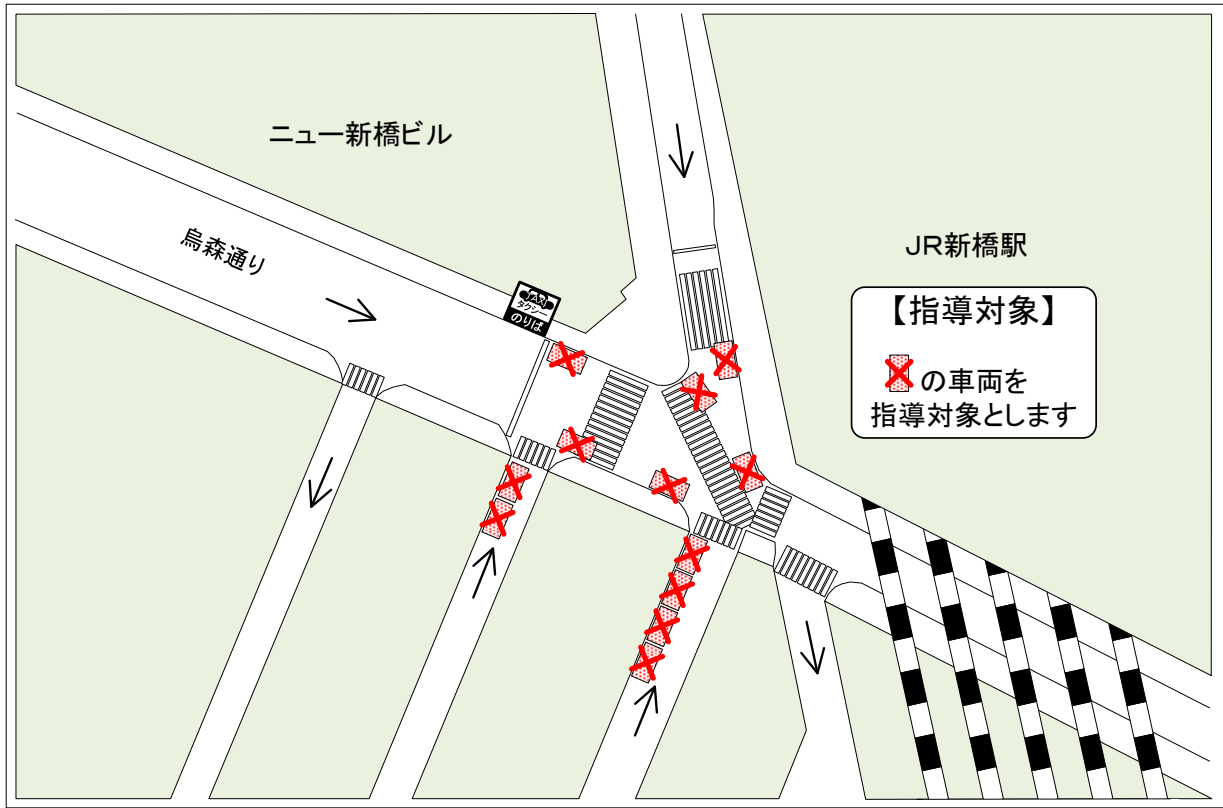 ニュー新橋ビル
烏森通り
JR新橋駅
TAXI
タクシー
のりば
【指導対象】
の車両を
指導対象とします